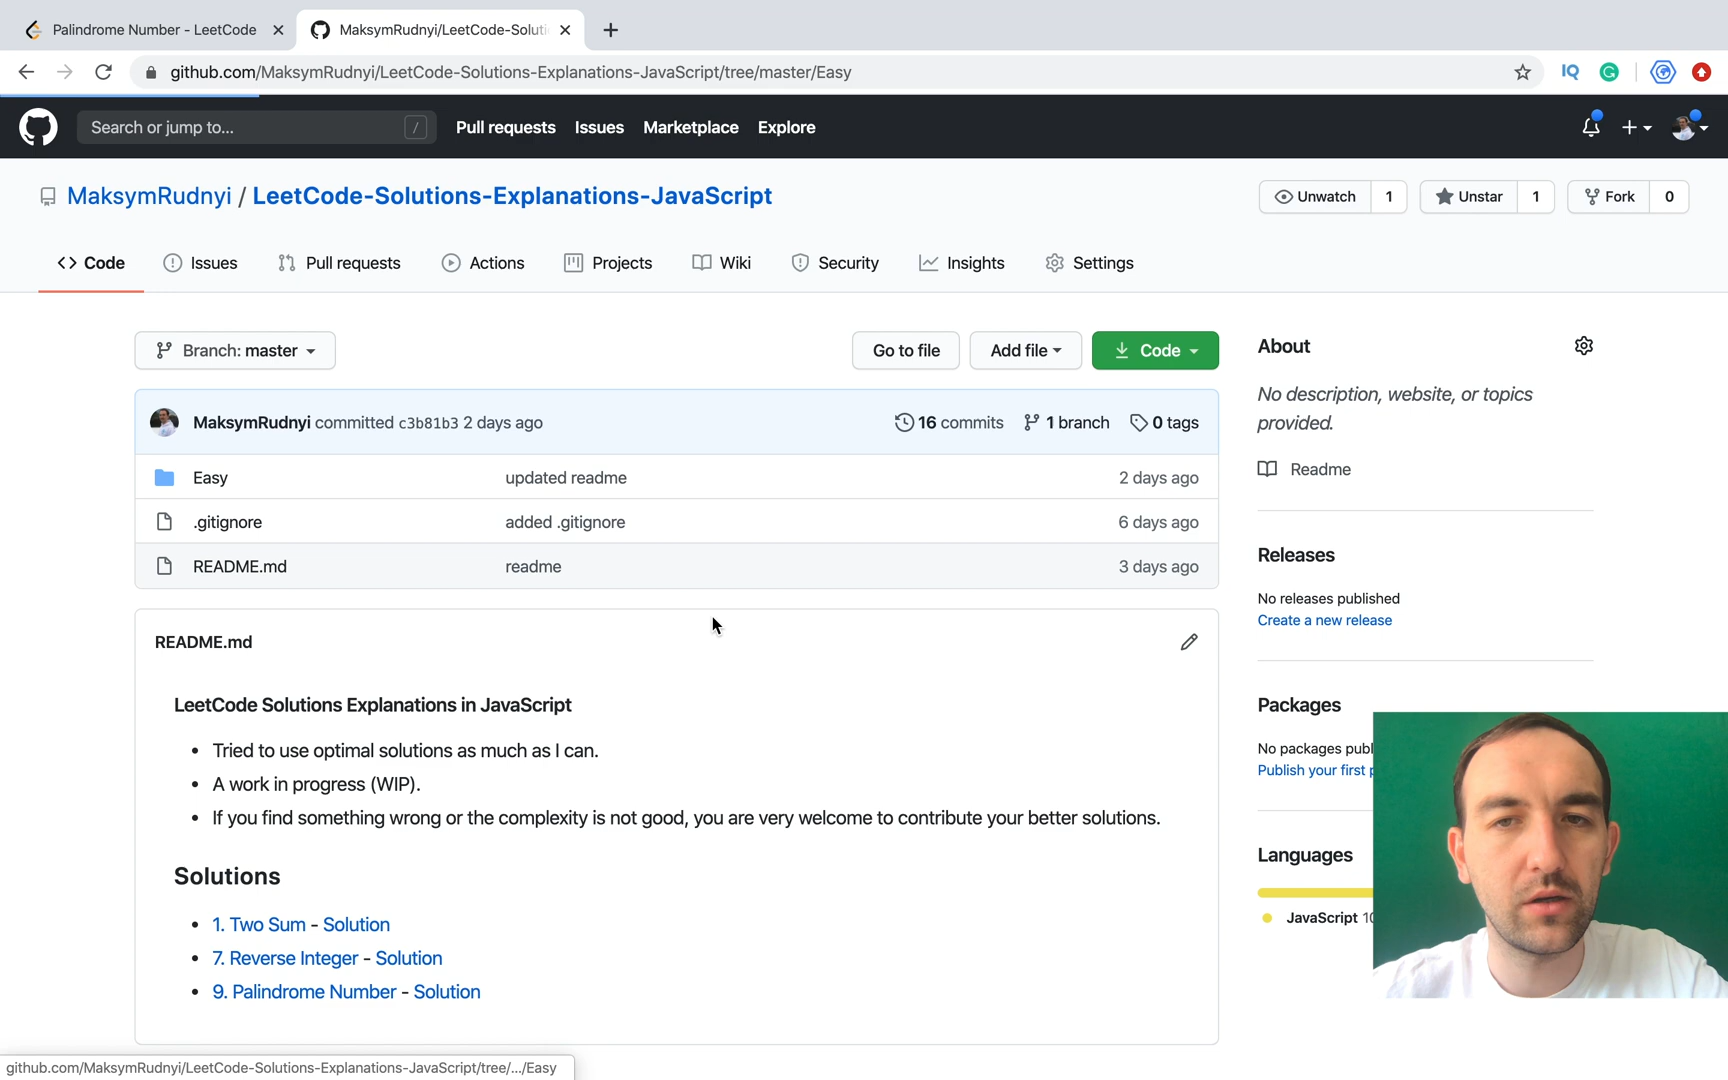 Palindrome Number - LeetCode
MaksymRudnyi/LeetCode-Soluti
github.com/MaksymRudnyi/LeetCode-Solutions-Explanations-JavaScript/tree/master/Easy
IQ
Search or jump to... /
Pull requests Issues Marketplace Explore
MaksymRudnyi / LeetCode-Solutions-Explanations-JavaScript
Unwatch 1 Unstar 1 Fork 0
Code Issues Pull requests Actions Projects Wiki Security Insights Settings
Branch: master Go to file Add file Code
MaksymRudnyi committed c3b81b3 2 days ago 16 commits 1 branch 0 tags
Easy updated readme 2 days ago
.gitignore added .gitignore 6 days ago
README.md readme 3 days ago
README.md
LeetCode Solutions Explanations in JavaScript
• Tried to use optimal solutions as much as I can.
• A work in progress (WIP).
• If you find something wrong or the complexity is not good, you are very welcome to contribute your better solutions.
Solutions
• 1. Two Sum - Solution
• 7. Reverse Integer - Solution
• 9. Palindrome Number - Solution
About
No description, website, or topics
provided.
Readme
Releases
No releases published
Create a new release
Packages
No packages publ
Publish your first
Languages
JavaScript 10
github.com/MaksymRudnyi/LeetCode-Solutions-Explanations-JavaScript/tree/.../Easy